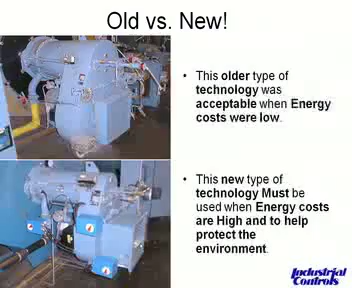 Old vs. New!
• This older type of
technology was
acceptable when Energy
costs were low.
• This new type of
technology Must be
used when Energy costs
are High and to help
protect the
environment.
Industrial
Controls